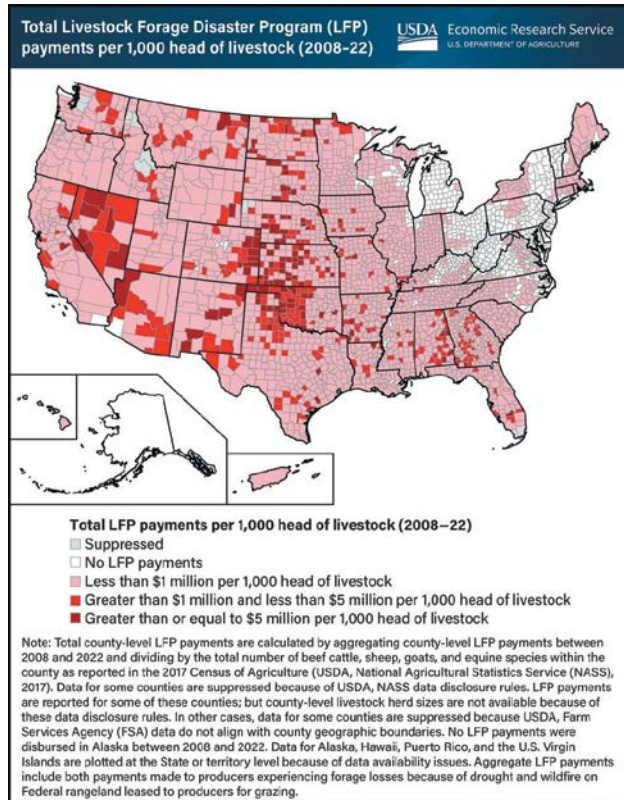 Total Livestock Forage Disaster Program (LFP)
payments per 1,000 head of livestock (2008–22)
USDA
Economic Research Service
U.S. DEPARTMENT OF AGRICULTURE
Total LFP payments per 1,000 head of livestock (2008–22)
Suppressed
No LFP payments
Less than $1 million per 1,000 head of livestock
Greater than $1 million and less than $5 million per 1,000 head of livestock
Greater than or equal to $5 million per 1,000 head of livestock
Note: Total county-level LFP payments are calculated by aggregating county-level LFP payments between
2008 and 2022 and dividing by the total number of beef cattle, sheep, goats, and equine species within the
county as reported in the 2017 Census of Agriculture (USDA, National Agricultural Statistics Service (NASS),
2017). Data for some counties are suppressed because of USDA, NASS data disclosure rules. LFP payments
are reported for some of these counties; but county-level livestock herd sizes are not available because of
these data disclosure rules. In other cases, data for some counties are suppressed because USDA, Farm
Services Agency (FSA) data do not align with county geographic boundaries. No LFP payments were
disbursed in Alaska between 2008 and 2022. Data for Alaska, Hawaii, Puerto Rico, and the U.S. Virgin
Islands are plotted at the State or territory level because of data availability issues. Aggregate LFP payments
include both payments made to producers experiencing forage losses because of drought and wildfire on
Federal rangeland leased to producers for grazing.